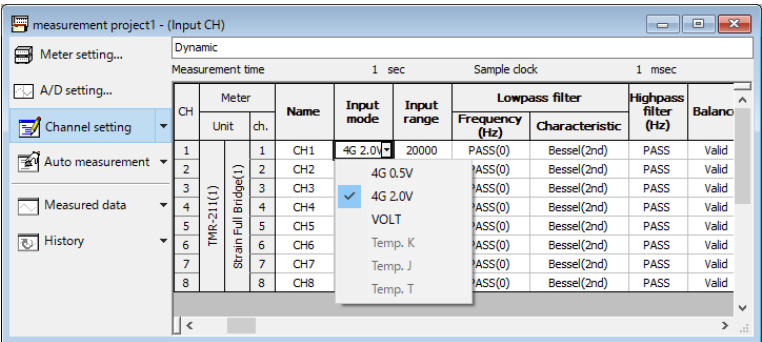 measurement project1 - (Input CH)
Meter setting...
A/D setting...
Channel setting
Auto measurement
Measured data
History
Dynamic
Measurement time 1 sec Sample clock 1 msec
CH Meter Name Input mode Input range Lowpass filter Highpass filter (Hz) Balanc
Unit ch. Frequency (Hz) Characteristic
TMR-211(1)
Strain Full Bridge(1)
1 1 CH1 4G 2.0V 20000 PASS(0) Bessel(2nd) PASS Valid
2 2 CH2 PASS(0) Bessel(2nd) PASS Valid
3 3 CH3 PASS(0) Bessel(2nd) PASS Valid
4 4 CH4 PASS(0) Bessel(2nd) PASS Valid
5 5 CH5 PASS(0) Bessel(2nd) PASS Valid
6 6 CH6 PASS(0) Bessel(2nd) PASS Valid
7 7 CH7 PASS(0) Bessel(2nd) PASS Valid
8 8 CH8 PASS(0) Bessel(2nd) PASS Valid
4G 0.5V
4G 2.0V
VOLT
Temp. K
Temp. J
Temp. T